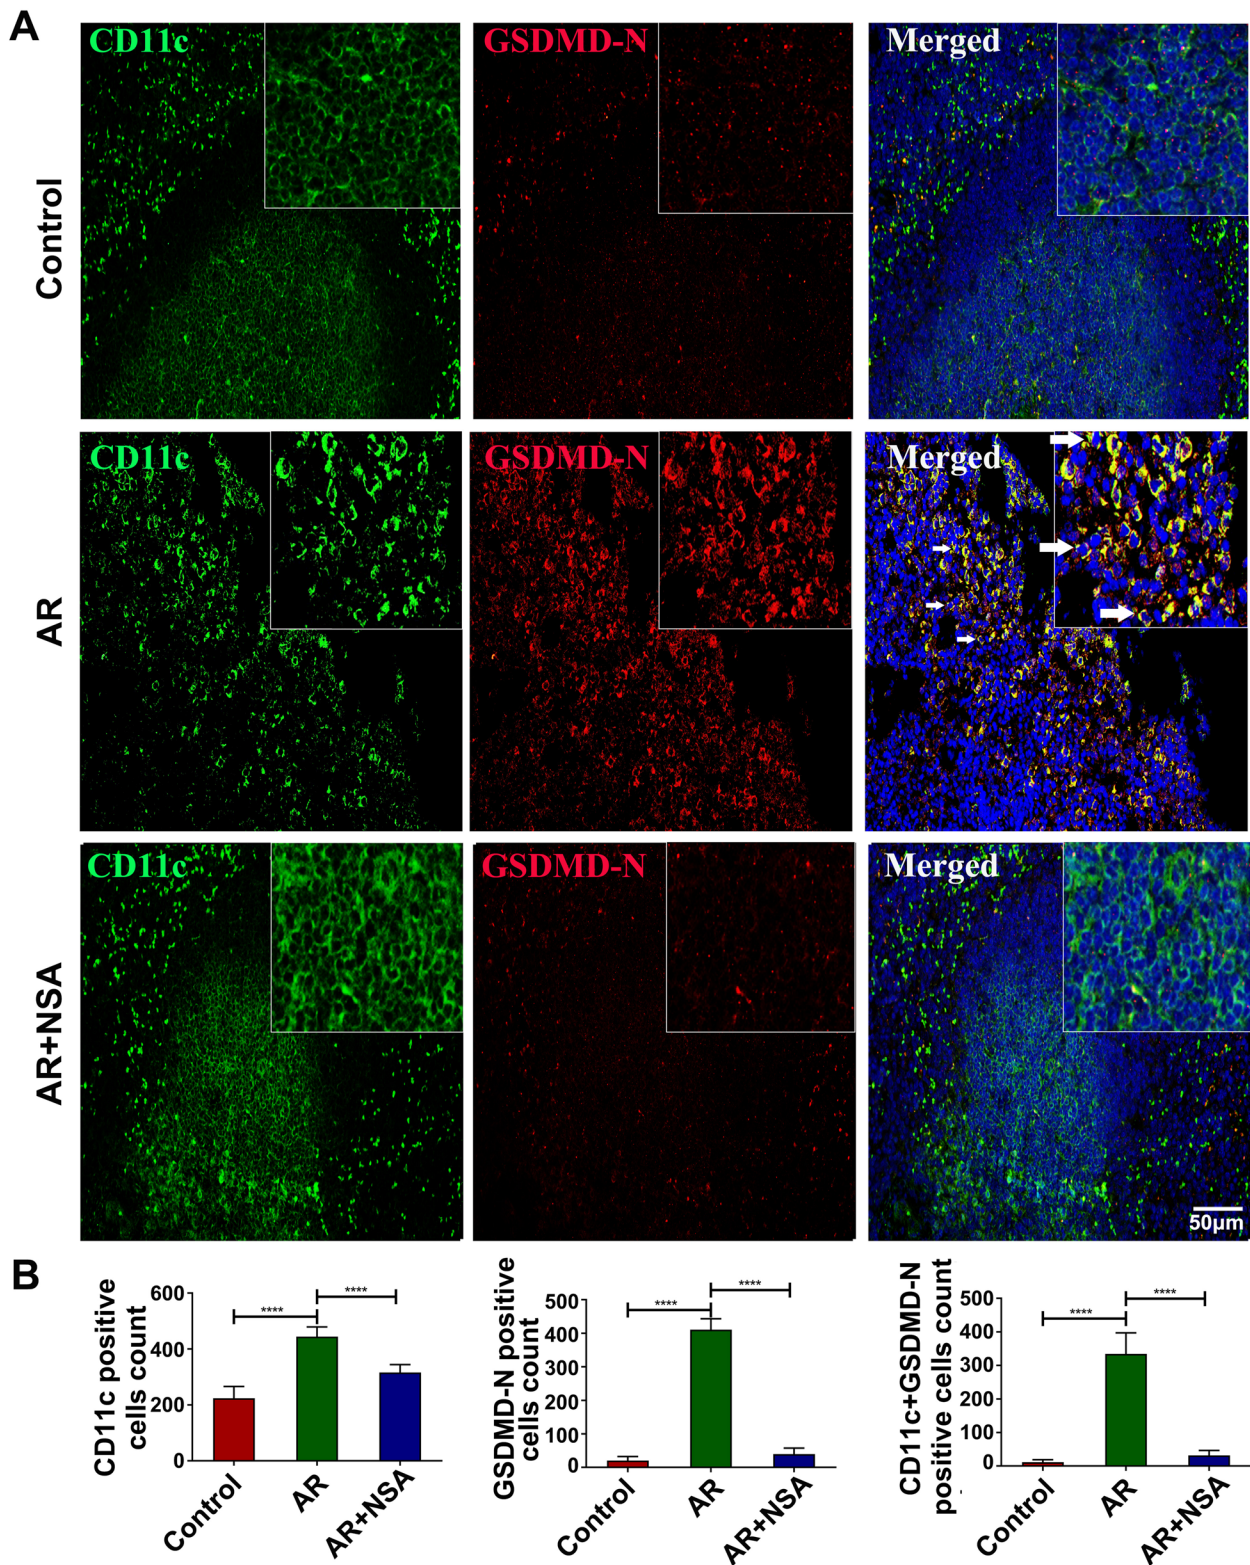 A
CD11c
GSDMD-N
Merged
Control
CD11c
GSDMD-N
Merged
AR
CD11c
GSDMD-N
Merged
AR+NSA
50μm
B
CD11c positive
cells count
600
400
200
0
****
****
Control
AR
AR+NSA
GSDMD-N positive
cells count
500
400
300
200
100
0
****
****
Control
AR
AR+NSA
CD11c+GSDMD-N
positive cells count
500
400
300
200
100
0
****
****
Control
AR
AR+NSA